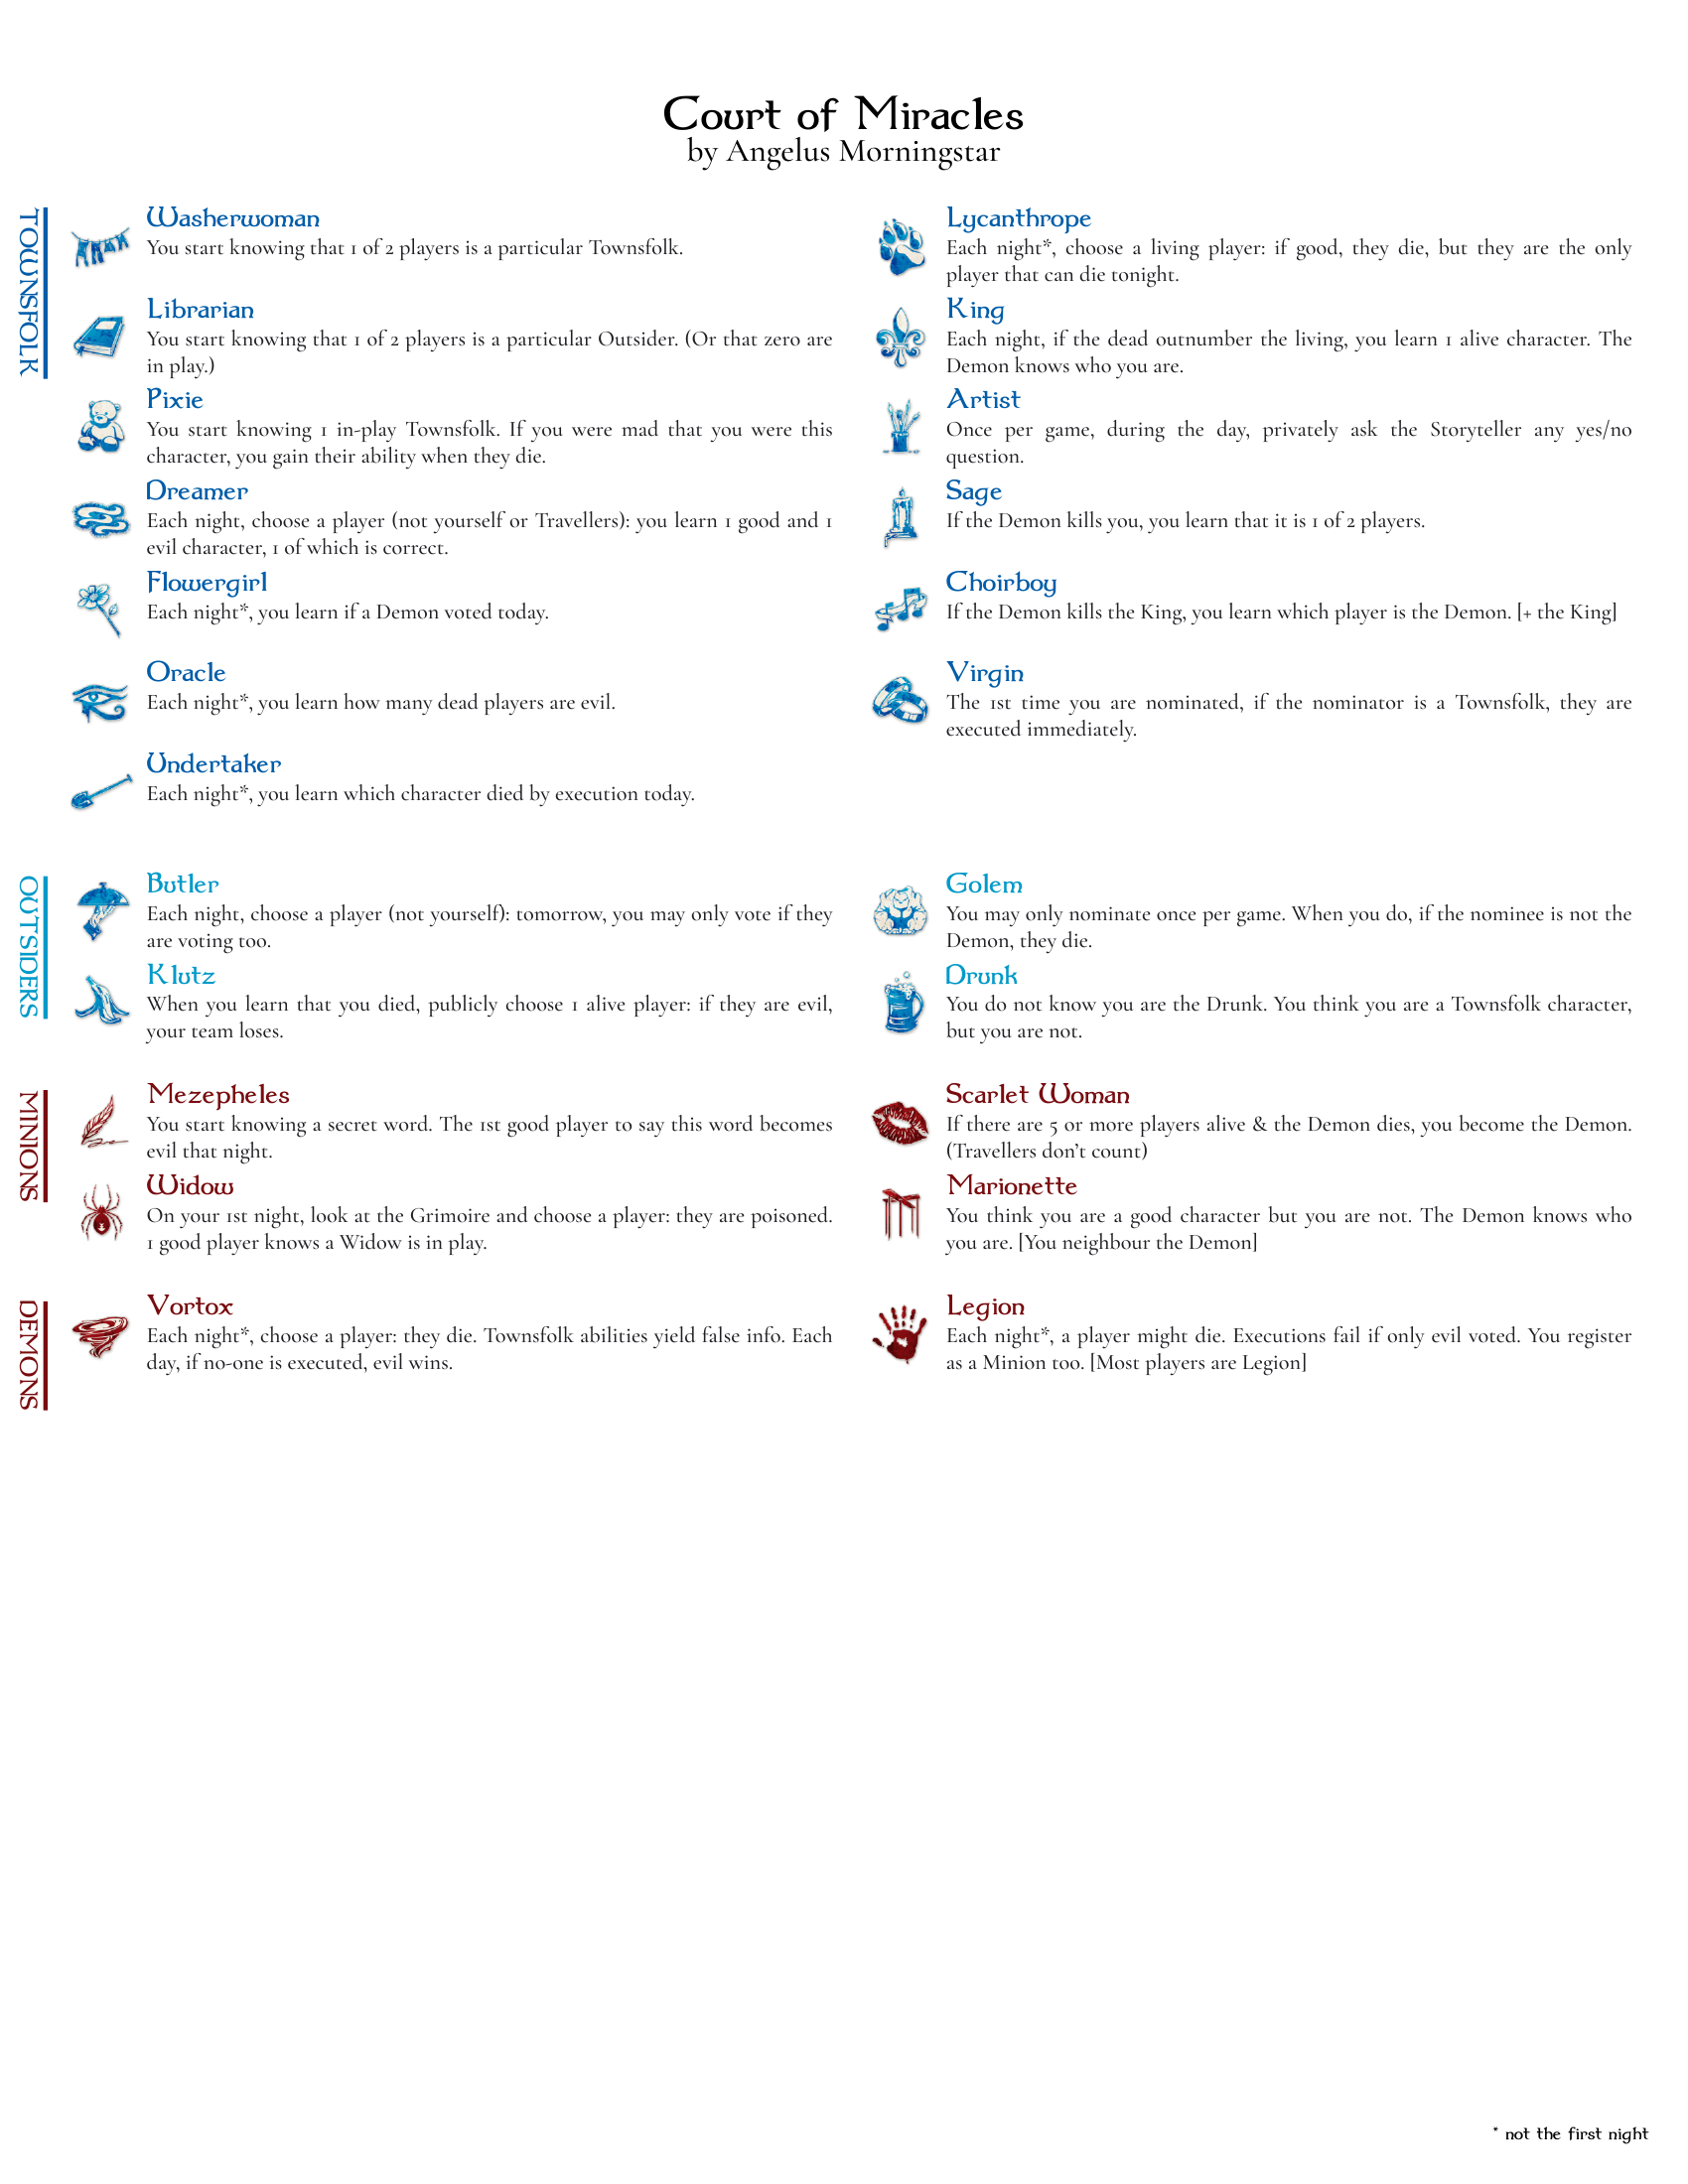 Court of Miracles
by Angelus Morningstar
TOWNSFOLK
Washerwoman
You start knowing that 1 of 2 players is a particular Townsfolk.
Librarian
You start knowing that 1 of 2 players is a particular Outsider. (Or that zero are
in play.)
Pixie
You start knowing 1 in-play Townsfolk. If you were mad that you were this
character, you gain their ability when they die.
Dreamer
Each night, choose a player (not yourself or Travellers): you learn 1 good and 1
evil character, 1 of which is correct.
Flowergirl
Each night*, you learn if a Demon voted today.
Oracle
Each night*, you learn how many dead players are evil.
Undertaker
Each night*, you learn which character died by execution today.
Lycanthrope
Each night*, choose a living player: if good, they die, but they are the only
player that can die tonight.
King
Each night, if the dead outnumber the living, you learn 1 alive character. The
Demon knows who you are.
Artist
Once per game, during the day, privately ask the Storyteller any yes/no
question.
Sage
If the Demon kills you, you learn that it is 1 of 2 players.
Choirboy
If the Demon kills the King, you learn which player is the Demon. [+ the King]
Virgin
The 1st time you are nominated, if the nominator is a Townsfolk, they are
executed immediately.
OUTSIDERS
Butler
Each night, choose a player (not yourself): tomorrow, you may only vote if they
are voting too.
Klutz
When you learn that you died, publicly choose 1 alive player: if they are evil,
your team loses.
Golem
You may only nominate once per game. When you do, if the nominee is not the
Demon, they die.
Drunk
You do not know you are the Drunk. You think you are a Townsfolk character,
but you are not.
MINIONS
Mezepheles
You start knowing a secret word. The 1st good player to say this word becomes
evil that night.
Widow
On your 1st night, look at the Grimoire and choose a player: they are poisoned.
1 good player knows a Widow is in play.
Scarlet Woman
If there are 5 or more players alive & the Demon dies, you become the Demon.
(Travellers don't count)
Marionette
You think you are a good character but you are not. The Demon knows who
you are. [You neighbour the Demon]
DEMONS
Vortox
Each night*, choose a player: they die. Townsfolk abilities yield false info. Each
day, if no-one is executed, evil wins.
Legion
Each night*, a player might die. Executions fail if only evil voted. You register
as a Minion too. [Most players are Legion]
* not the first night